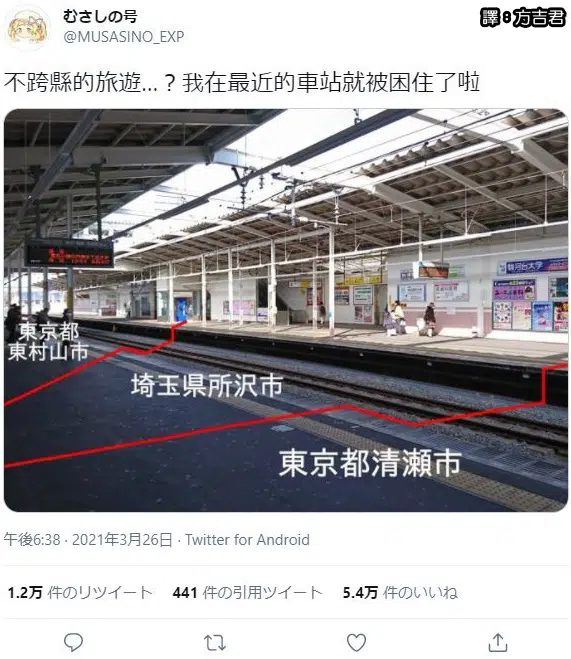 むさしの号
@MUSASINO_EXP
譯:方吉君
不跨縣的旅遊...？我在最近的車站就被困住了啦
駿河台大学
東京都
東村山市
埼玉県所沢市
東京都清瀬市
午後6:38 · 2021年3月26日 · Twitter for Android
1.2万 件のリツイート 441 件の引用ツイート 5.4万 件のいいね